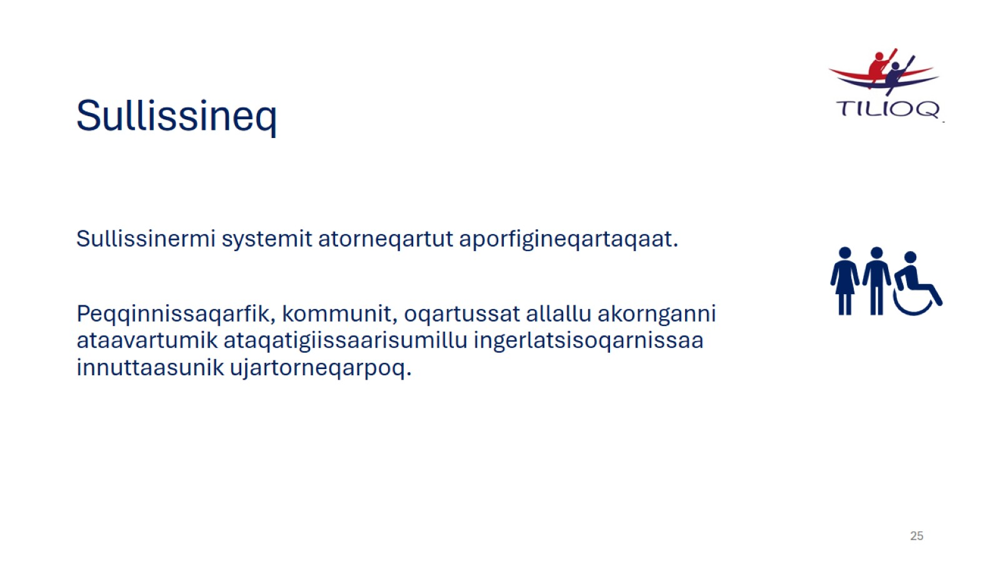 TILIOQ
Sullissineq
Sullissinermi systemit atorneqartut aporfigineqartaqaat.
Peqqinnissaqarfik, kommunit, oqartussat allallu akornganni
ataavartumik ataqatigiissaarisumillu ingerlatsisoqarnissaa
innuttaasunik ujartorneqarpoq.
25